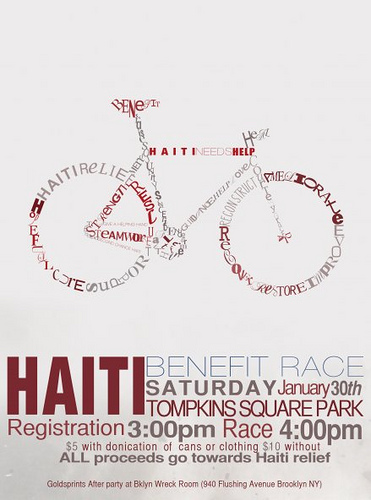 BENEFIT
HAITI NEEDS HELP
HEAL
HAITI RELIEF
STRENGTH
TEAMWORK
SUPPORT
RECONSTRUCT
AMELIORATE
RESTORE
IMPROVE
HAITI
BENEFIT RACE
SATURDAY January 30th
TOMPKINS SQUARE PARK
Registration 3:00pm Race 4:00pm
$5 with donication of cans or clothing $10 without
ALL proceeds go towards Haiti relief
Goldsprints After party at Bklyn Wreck Room (940 Flushing Avenue Brooklyn NY)